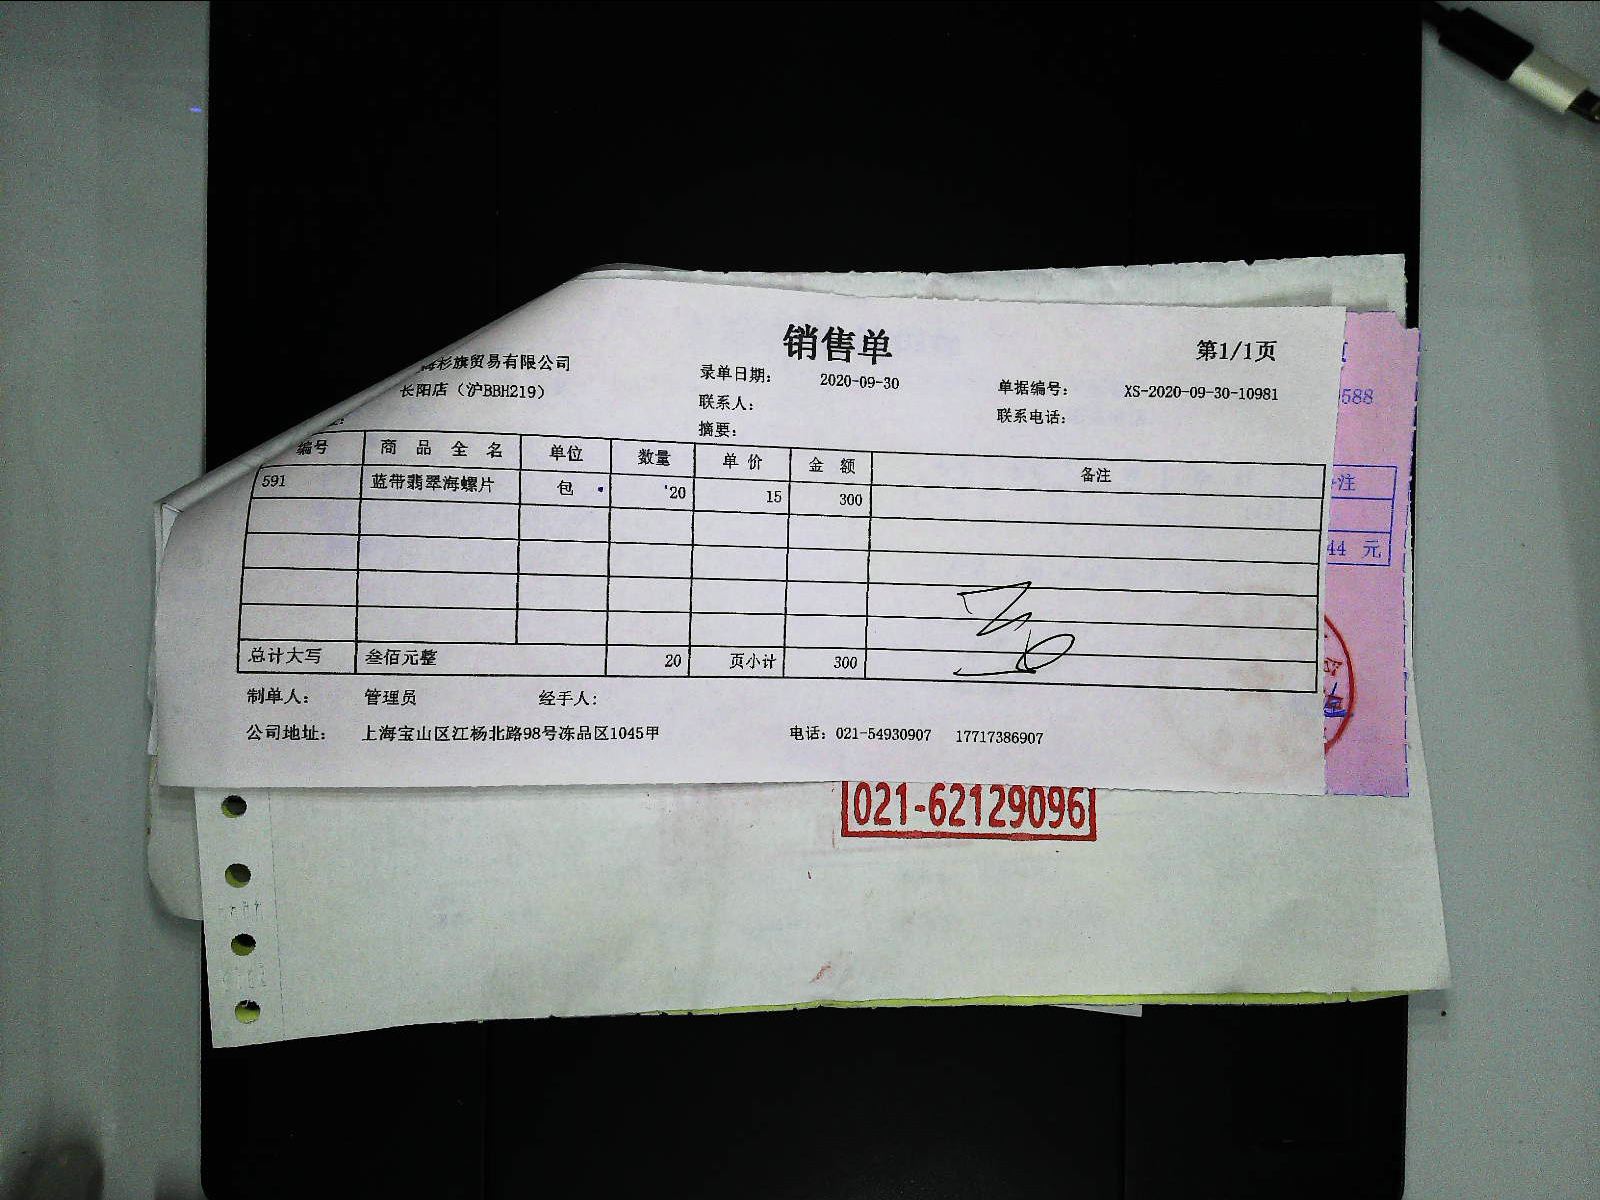 销售单
第1/1页
杉旗贸易有限公司
录单日期： 2020-09-30 单据编号： XS-2020-09-30-10981
长阳店（沪BBH219）
联系人： 联系电话：
摘要：
编号 商品全名 单位 数量 单价 金额 备注
591 蓝带翡翠海螺片 包 20 15 300
总计大写 叁佰元整 20 页小计 300
制单人： 管理员 经手人：
公司地址： 上海宝山区江杨北路98号冻品区1045甲 电话：021-54930907 17717386907
588
注
44 元
021-62129096